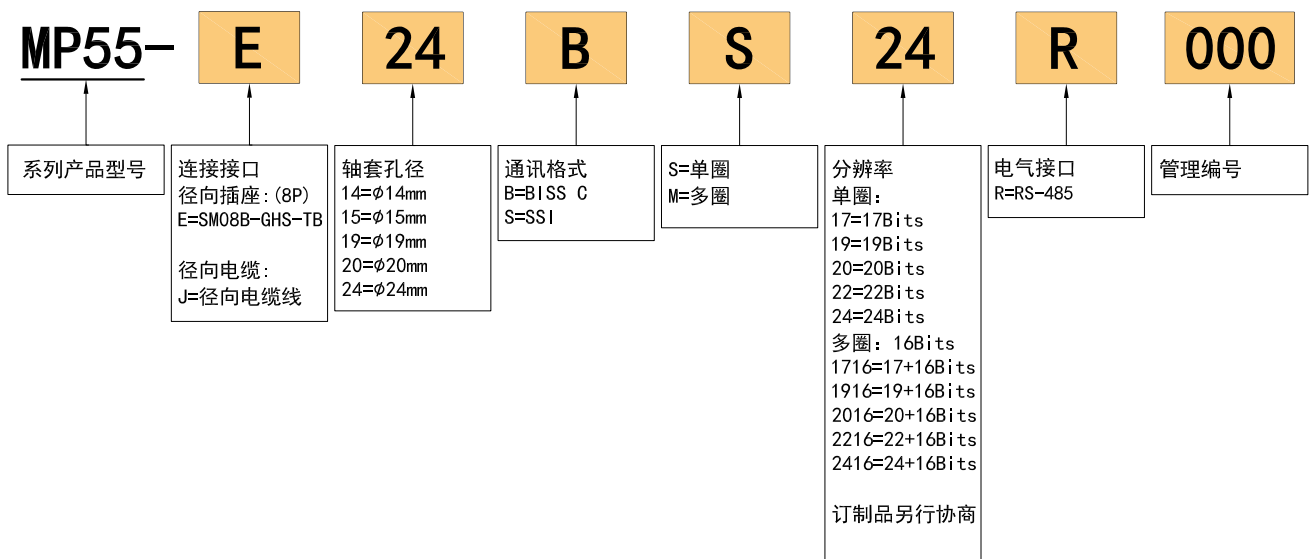 MP55- E 24 B S 24 R 000
系列产品型号
连接接口
径向插座:(8P)
E=SM08B-GHS-TB
径向电缆:
J=径向电缆线
轴套孔径
14=Φ14mm
15=Φ15mm
19=Φ19mm
20=Φ20mm
24=Φ24mm
通讯格式
B=BISS C
S=SSI
S=单圈
M=多圈
分辨率
单圈:
17=17Bits
19=19Bits
20=20Bits
22=22Bits
24=24Bits
多圈: 16Bits
1716=17+16Bits
1916=19+16Bits
2016=20+16Bits
2216=22+16Bits
2416=24+16Bits
订制品另行协商
电气接口
R=RS-485
管理编号